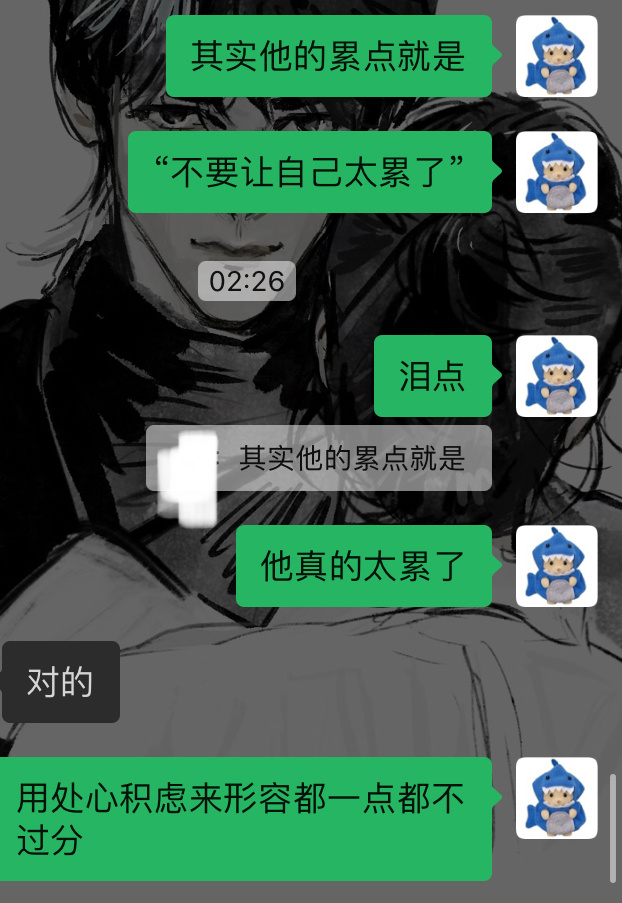 其实他的累点就是
“不要让自己太累了”
02:26
泪点
: 其实他的累点就是
他真的太累了
对的
用处心积虑来形容都一点都不
过分